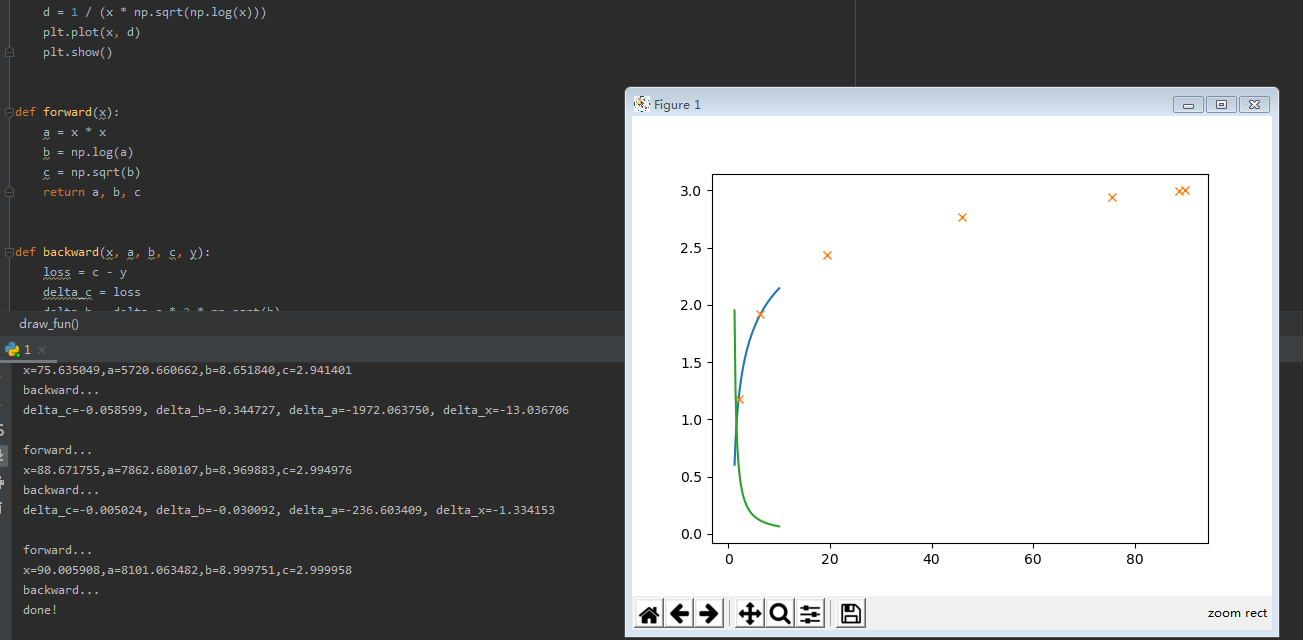 d = 1 / (x * np.sqrt(np.log(x)))
plt.plot(x, d)
plt.show()
def forward(x):
a = x * x
b = np.log(a)
c = np.sqrt(b)
return a, b, c
def backward(x, a, b, c, y):
loss = c - y
delta_c = loss
delta_b = delta_c * 2 * np.sqrt(b)
draw_fun()
1
x=75.635049,a=5720.660662,b=8.651840,c=2.941401
backward...
delta_c=-0.058599, delta_b=-0.344727, delta_a=-1972.063750, delta_x=-13.036706
forward...
x=88.671755,a=7862.680107,b=8.969883,c=2.994976
backward...
delta_c=-0.005024, delta_b=-0.030092, delta_a=-236.603409, delta_x=-1.334153
forward...
x=90.005908,a=8101.063482,b=8.999751,c=2.999958
backward...
done!
Figure 1
3.0
2.5
2.0
1.5
1.0
0.5
0.0
0 20 40 60 80
zoom rect